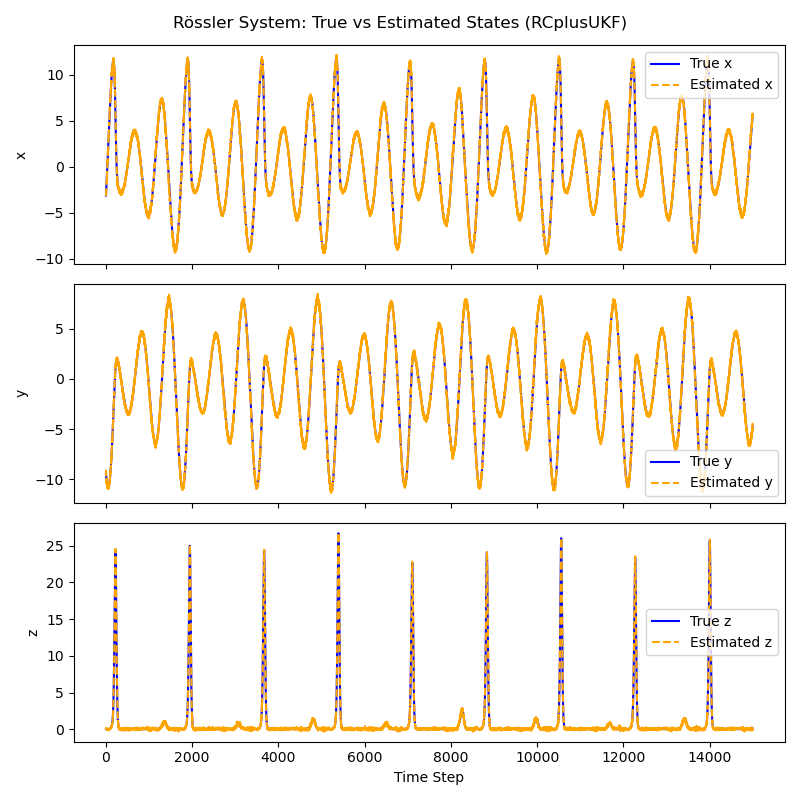 Rössler System: True vs Estimated States (RCplusUKF)
10
5
0
−5
−10
x
True x
Estimated x
5
0
−5
−10
y
True y
Estimated y
25
20
15
10
5
0
z
True z
Estimated z
0 2000 4000 6000 8000 10000 12000 14000
Time Step